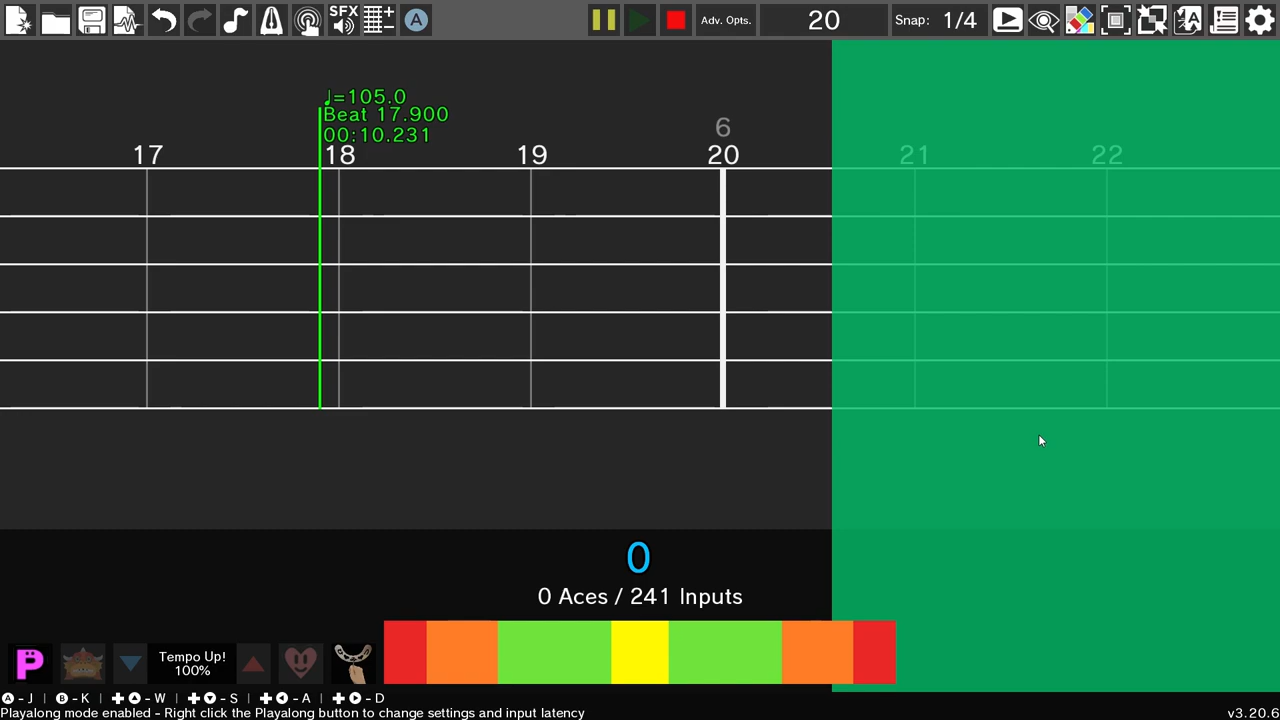 SFX
A
Adv. Opts.
20
Snap: 1/4
A
♩=105.0
Beat 17.900
00:10.231
6
17 18 19 20 21 22
0
0 Aces / 241 Inputs
P
Tempo Up!
100%
A - J | B - K | ▲ - W | ▼ - S | ◀ - A | ▶ - D
Playalong mode enabled - Right click the Playalong button to change settings and input latency
v3.20.6